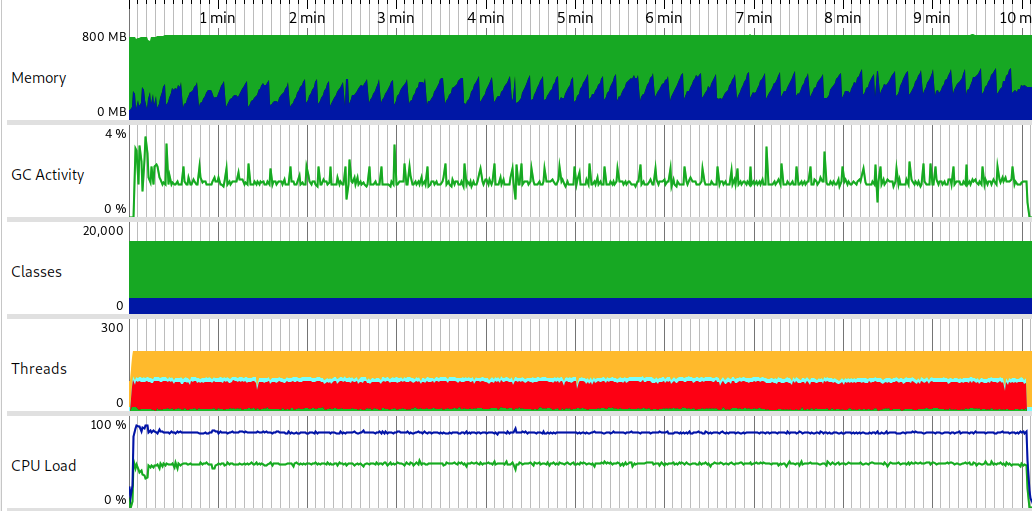 1 min 2 min 3 min 4 min 5 min 6 min 7 min 8 min 9 min 10 m
800 MB
Memory
0 MB
4 %
GC Activity
0 %
20,000
Classes
0
300
Threads
0
100 %
CPU Load
0 %